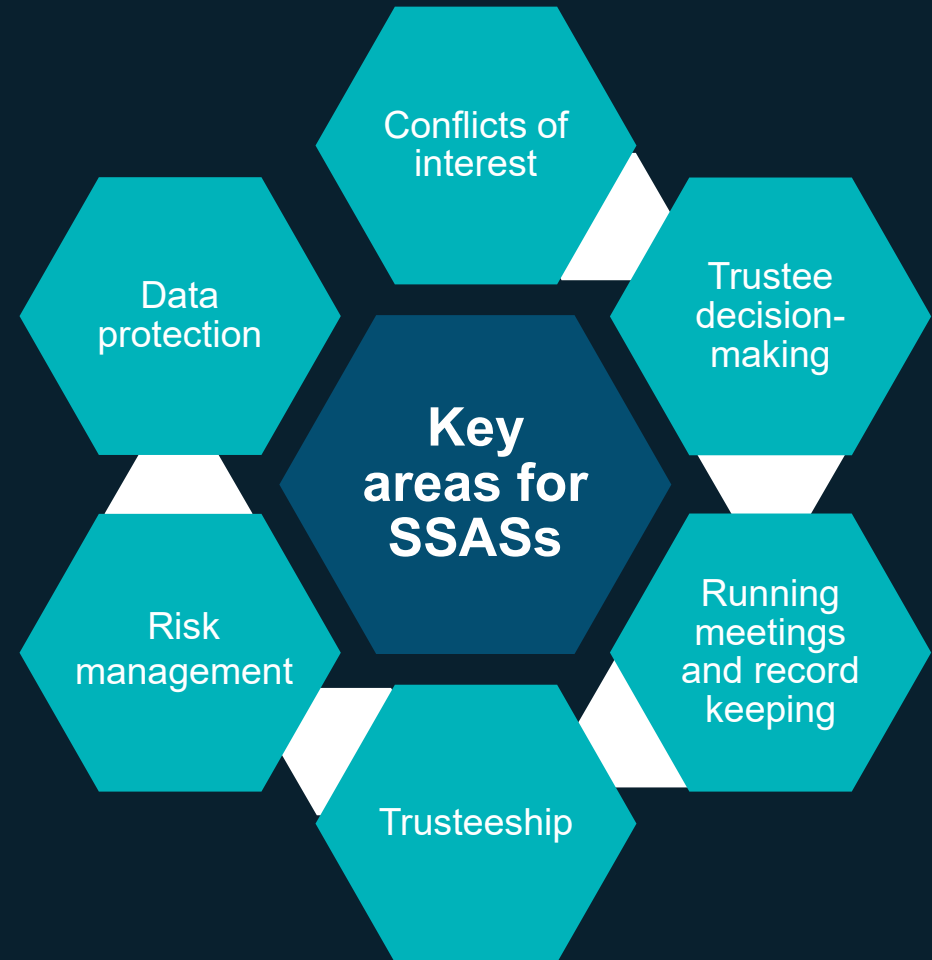 Conflicts of
interest
Trustee
decision-
making
Running
meetings
and record
keeping
Trusteeship
Risk
management
Data
protection
Key
areas for
SSASs